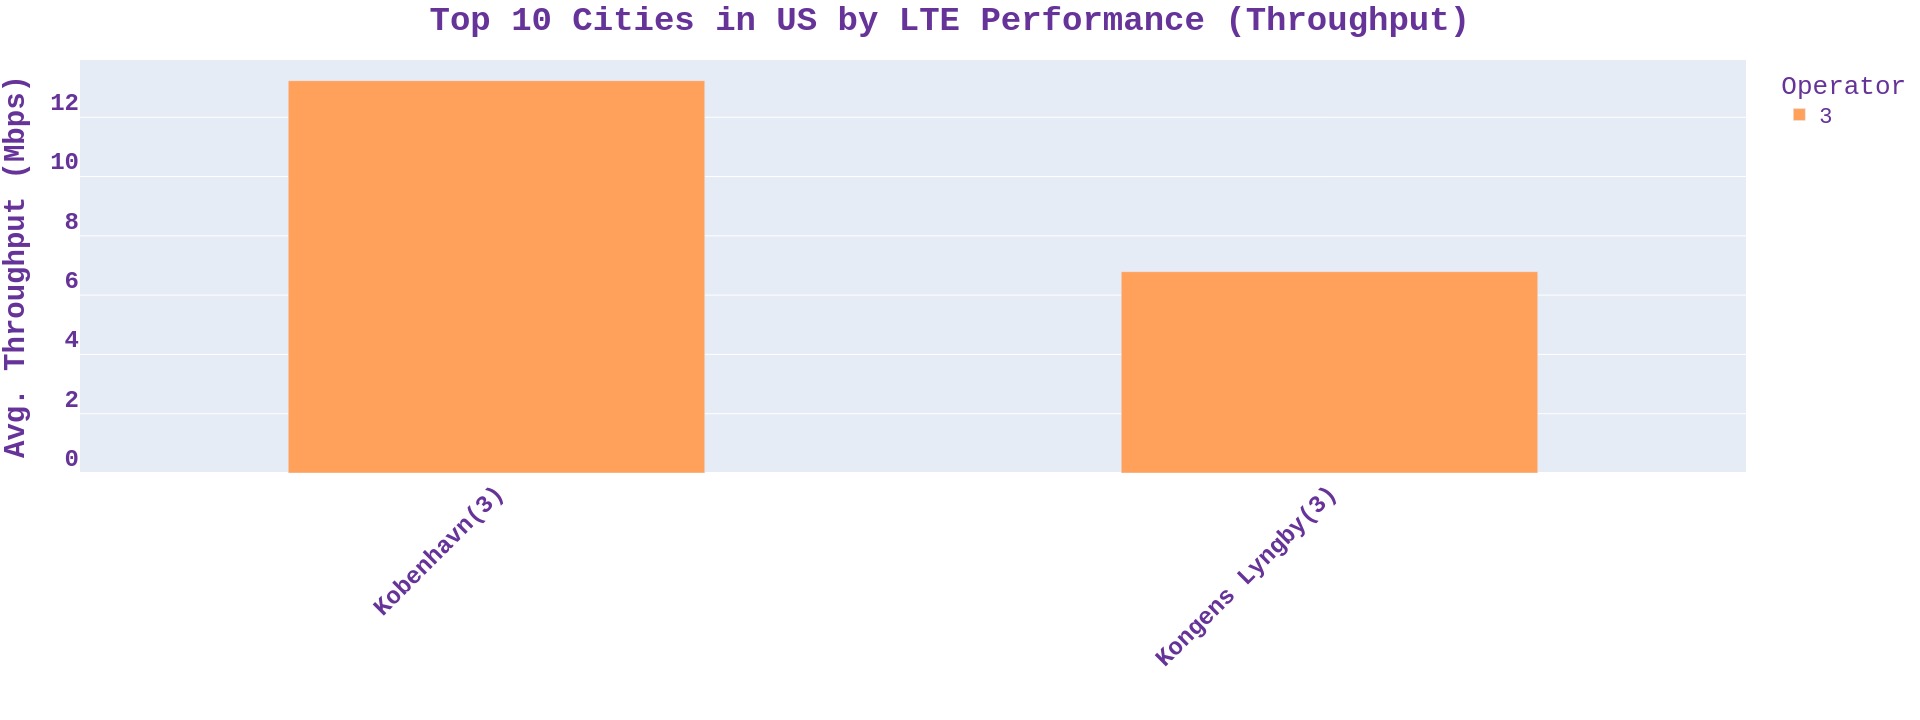 Top 10 Cities in US by LTE Performance (Throughput)
Avg. Throughput (Mbps)
12
10
8
6
4
2
0
Kobenhavn(3)
Kongens Lyngby(3)
Operator
3